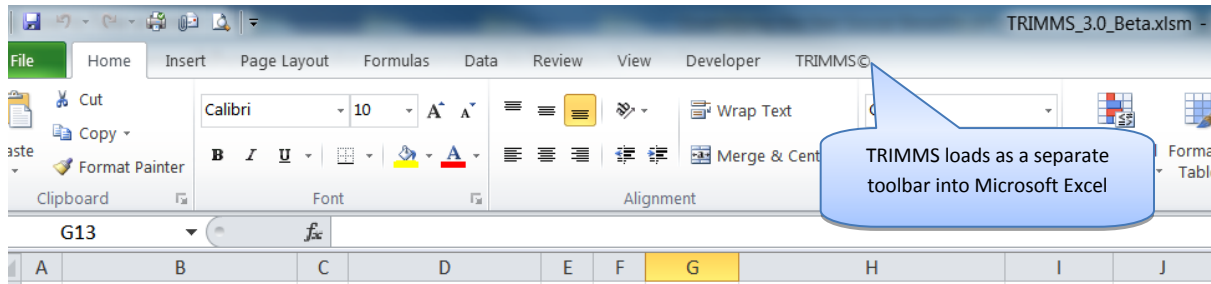 TRIMMS_3.0_Beta.xlsm -
File Home Insert Page Layout Formulas Data Review View Developer TRIMMS©
Cut
Calibri 10 A A Wrap Text
Copy
aste
Format Painter
B I U A Merge & Cent
Forma
Tabl
Clipboard Font Alignment
TRIMMS loads as a separate
toolbar into Microsoft Excel
G13 fx
A B C D E F G H I J